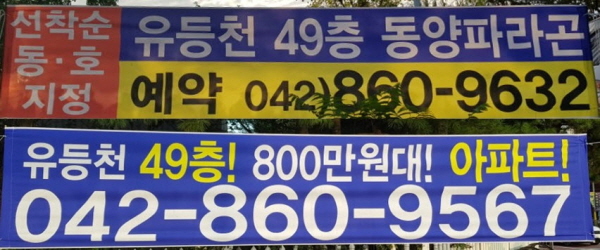 선착순
동·호
지정
유등천 49층 동양파라곤
예약 042)860-9632
유등천 49층! 800만원대! 아파트!
042-860-9567